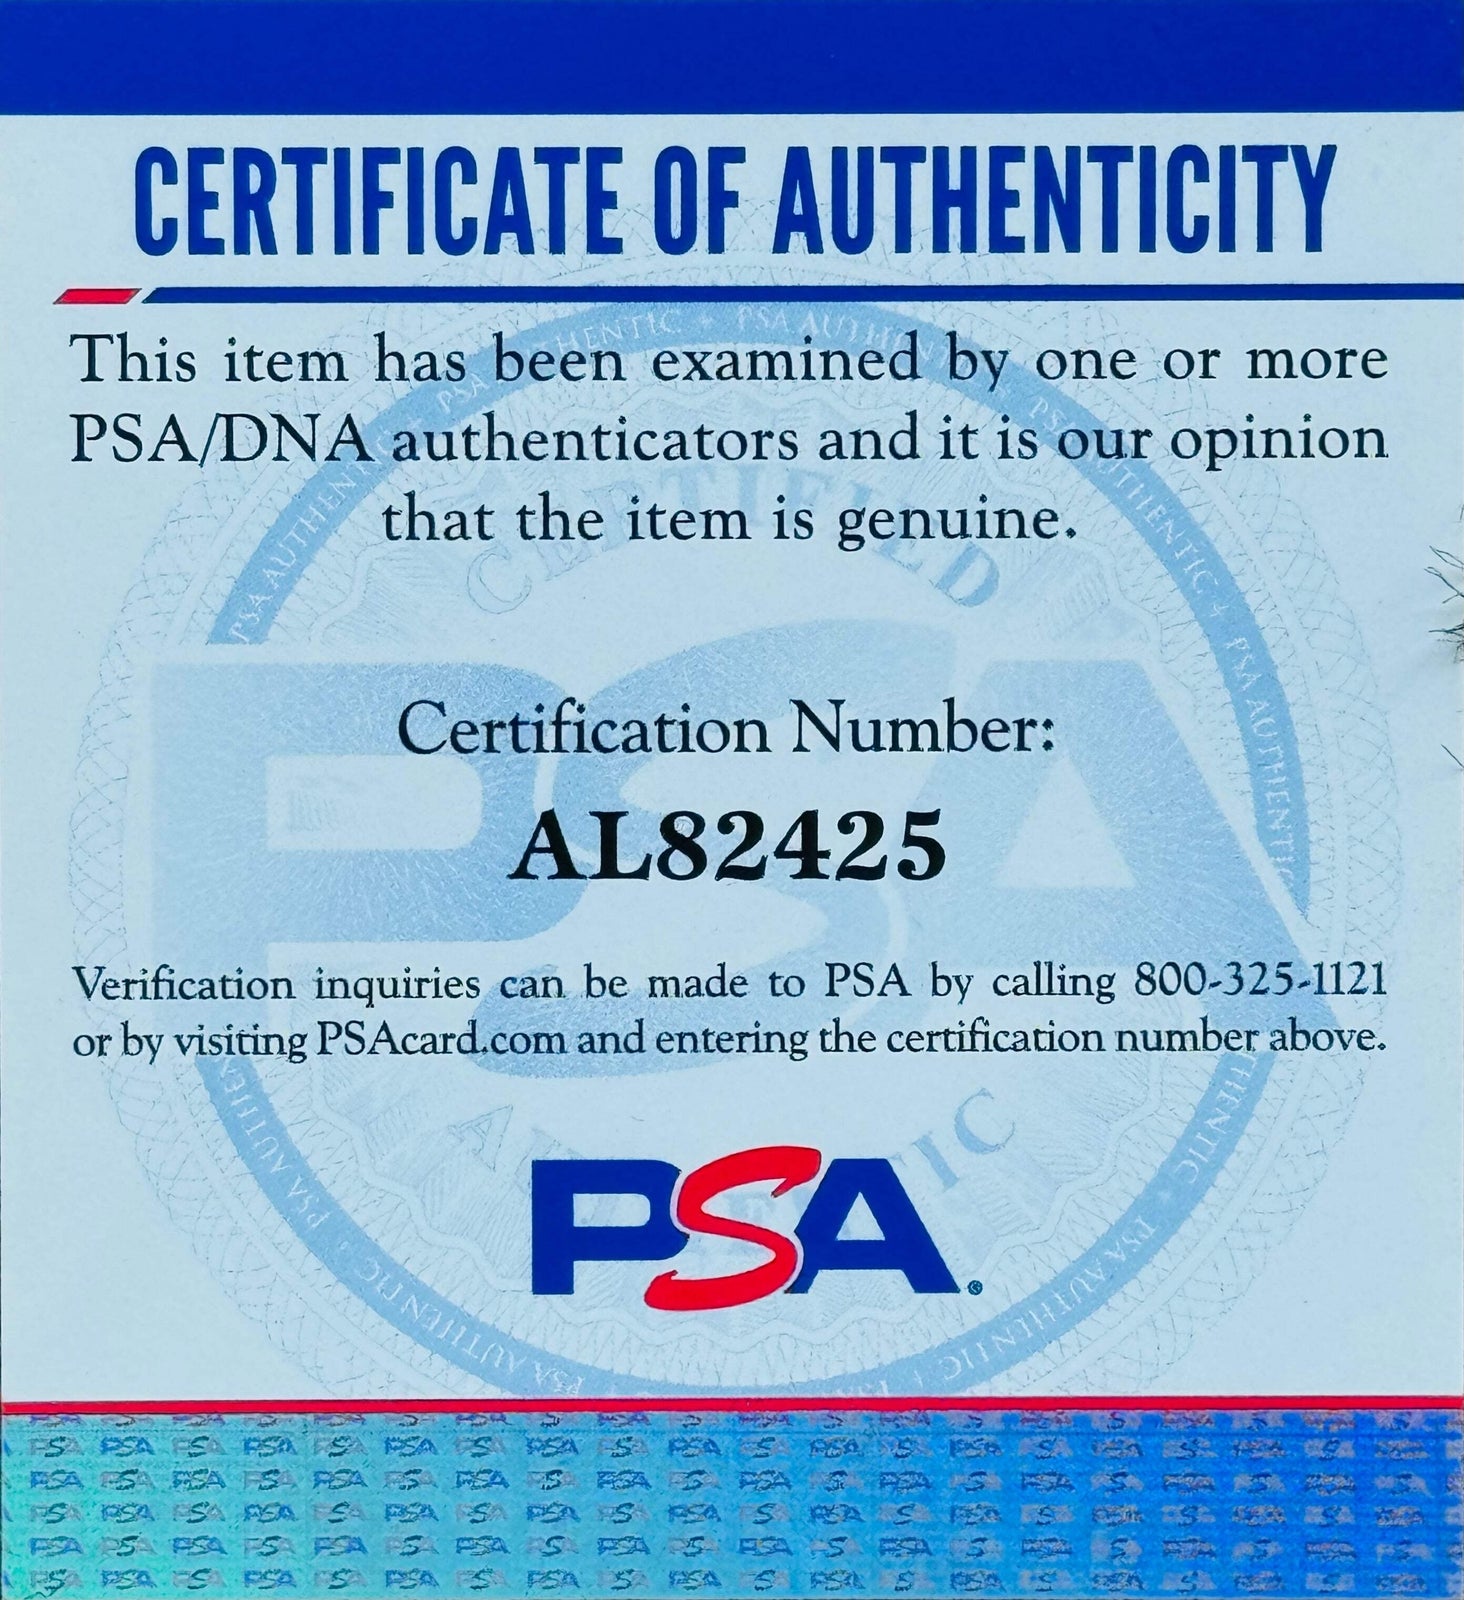 CERTIFICATE OF AUTHENTICITY
This item has been examined by one or more
PSA/DNA authenticators and it is our opinion
that the item is genuine.
CERTIFIED
Certification Number:
AL82425
Verification inquiries can be made to PSA by calling 800-325-1121
or by visiting PSAcard.com and entering the certification number above.
PSA®